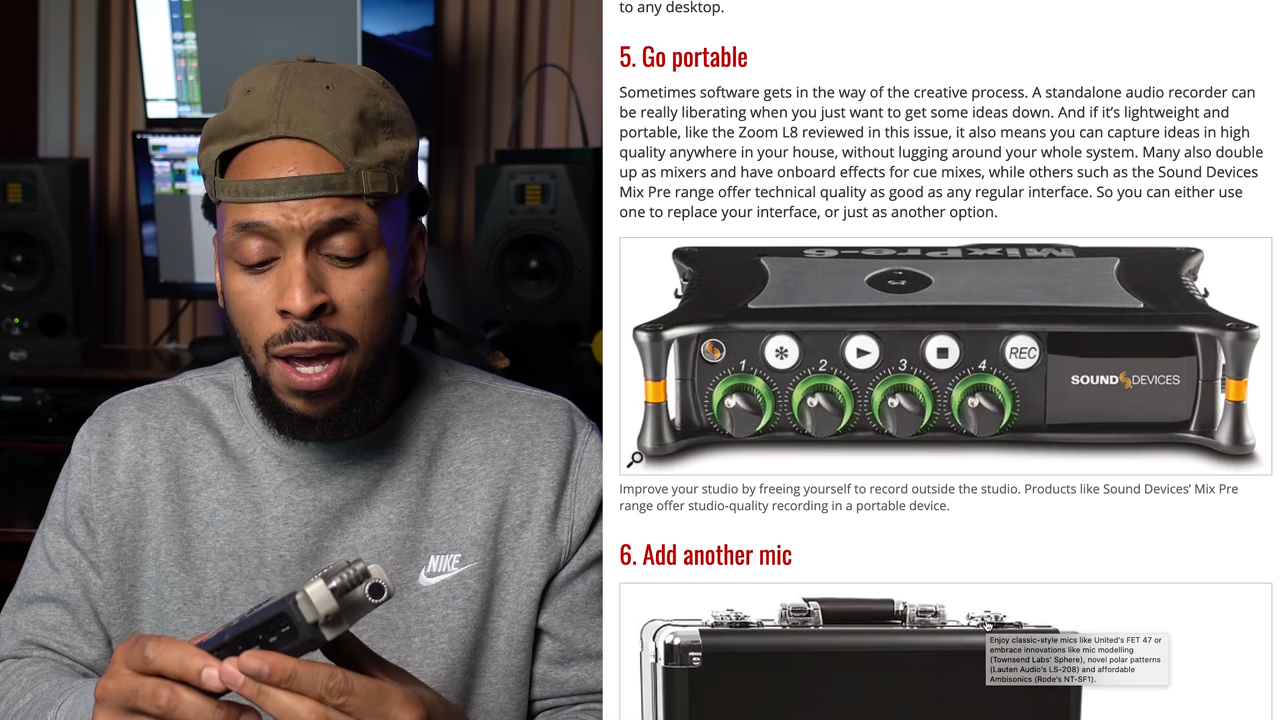 to any desktop.
5. Go portable
Sometimes software gets in the way of the creative process. A standalone audio recorder can
be really liberating when you just want to get some ideas down. And if it's lightweight and
portable, like the Zoom L8 reviewed in this issue, it also means you can capture ideas in high
quality anywhere in your house, without lugging around your whole system. Many also double
up as mixers and have onboard effects for cue mixes, while others such as the Sound Devices
Mix Pre range offer technical quality as good as any regular interface. So you can either use
one to replace your interface, or just as another option.
MixPre-6
1 2 3 4 REC
SOUND DEVICES
Improve your studio by freeing yourself to record outside the studio. Products like Sound Devices' Mix Pre
range offer studio-quality recording in a portable device.
6. Add another mic
Enjoy classic-style mics like United's FET 47 or
embrace innovations like mic modelling
(Townsend Labs' Sphere), novel polar patterns
(Lauten Audio's LS-208) and affordable
Ambisonics (Rode's NT-SF1).
NIKE